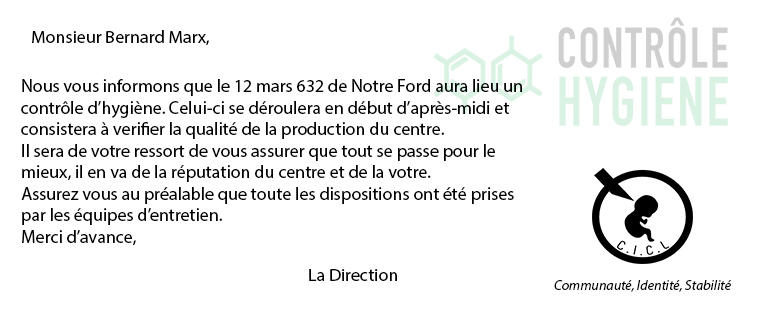 Monsieur Bernard Marx,
CONTRÔLE
HYGIENE
Nous vous informons que le 12 mars 632 de Notre Ford aura lieu un
contrôle d'hygiène. Celui-ci se déroulera en début d'après-midi et
consistera à verifier la qualité de la production du centre.
Il sera de votre ressort de vous assurer que tout se passe pour le
mieux, il en va de la réputation du centre et de la votre.
Assurez vous au préalable que toute les dispositions ont été prises
par les équipes d'entretien.
Merci d'avance,
La Direction
C.I.C.L
Communauté, Identité, Stabilité